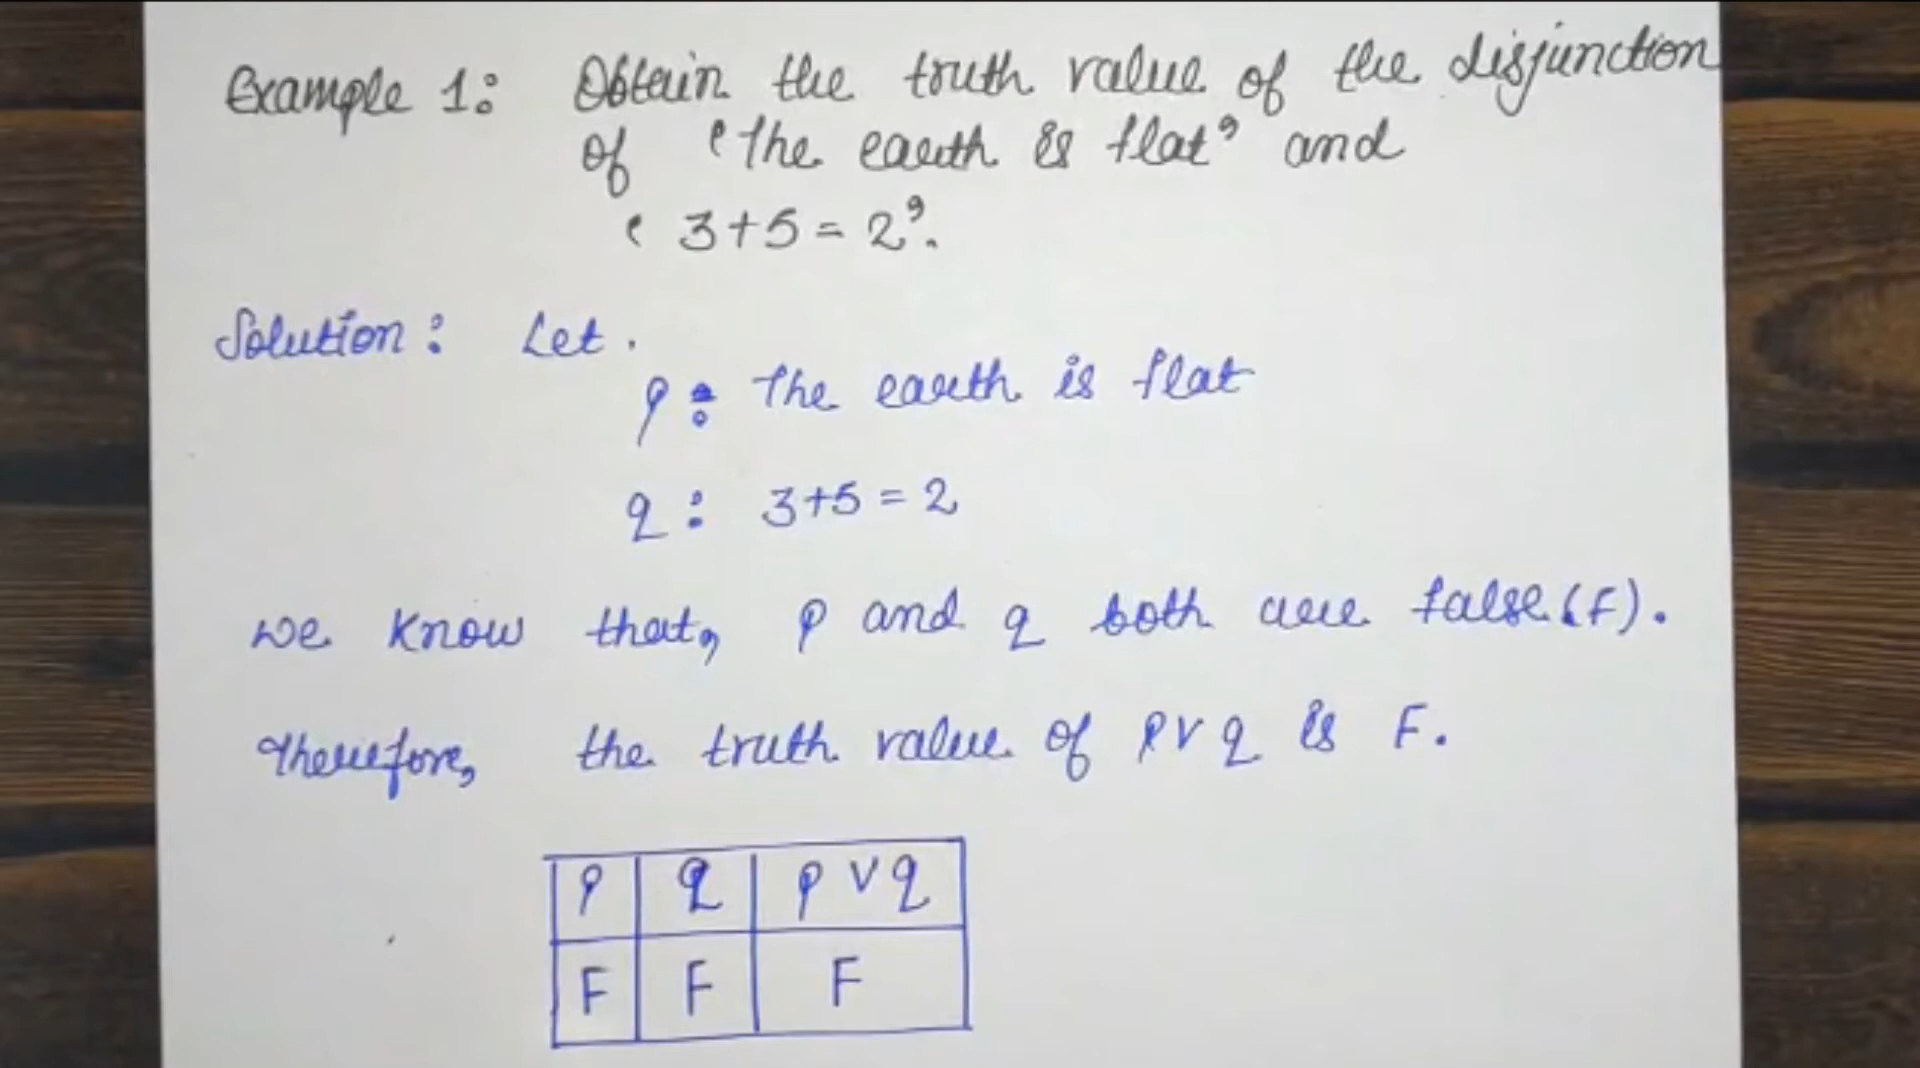 Example 1: Obtain the truth value of the disjunction
of 'the earth is flat' and
'3+5=2'.
Solution: Let.
p: The earth is flat
q: 3+5=2
we know that, p and q both are false(F).
Therefore, the truth value of p∨q is F.
p q p∨q
F F F